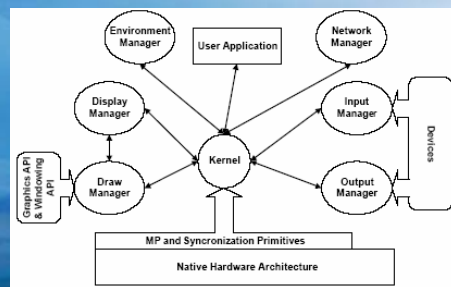 Environment
Manager
User Application
Network
Manager
Display
Manager
Input
Manager
Kernel
Devices
Graphics API
& Windowing
API
Draw
Manager
Output
Manager
MP and Syncronization Primitives
Native Hardware Architecture